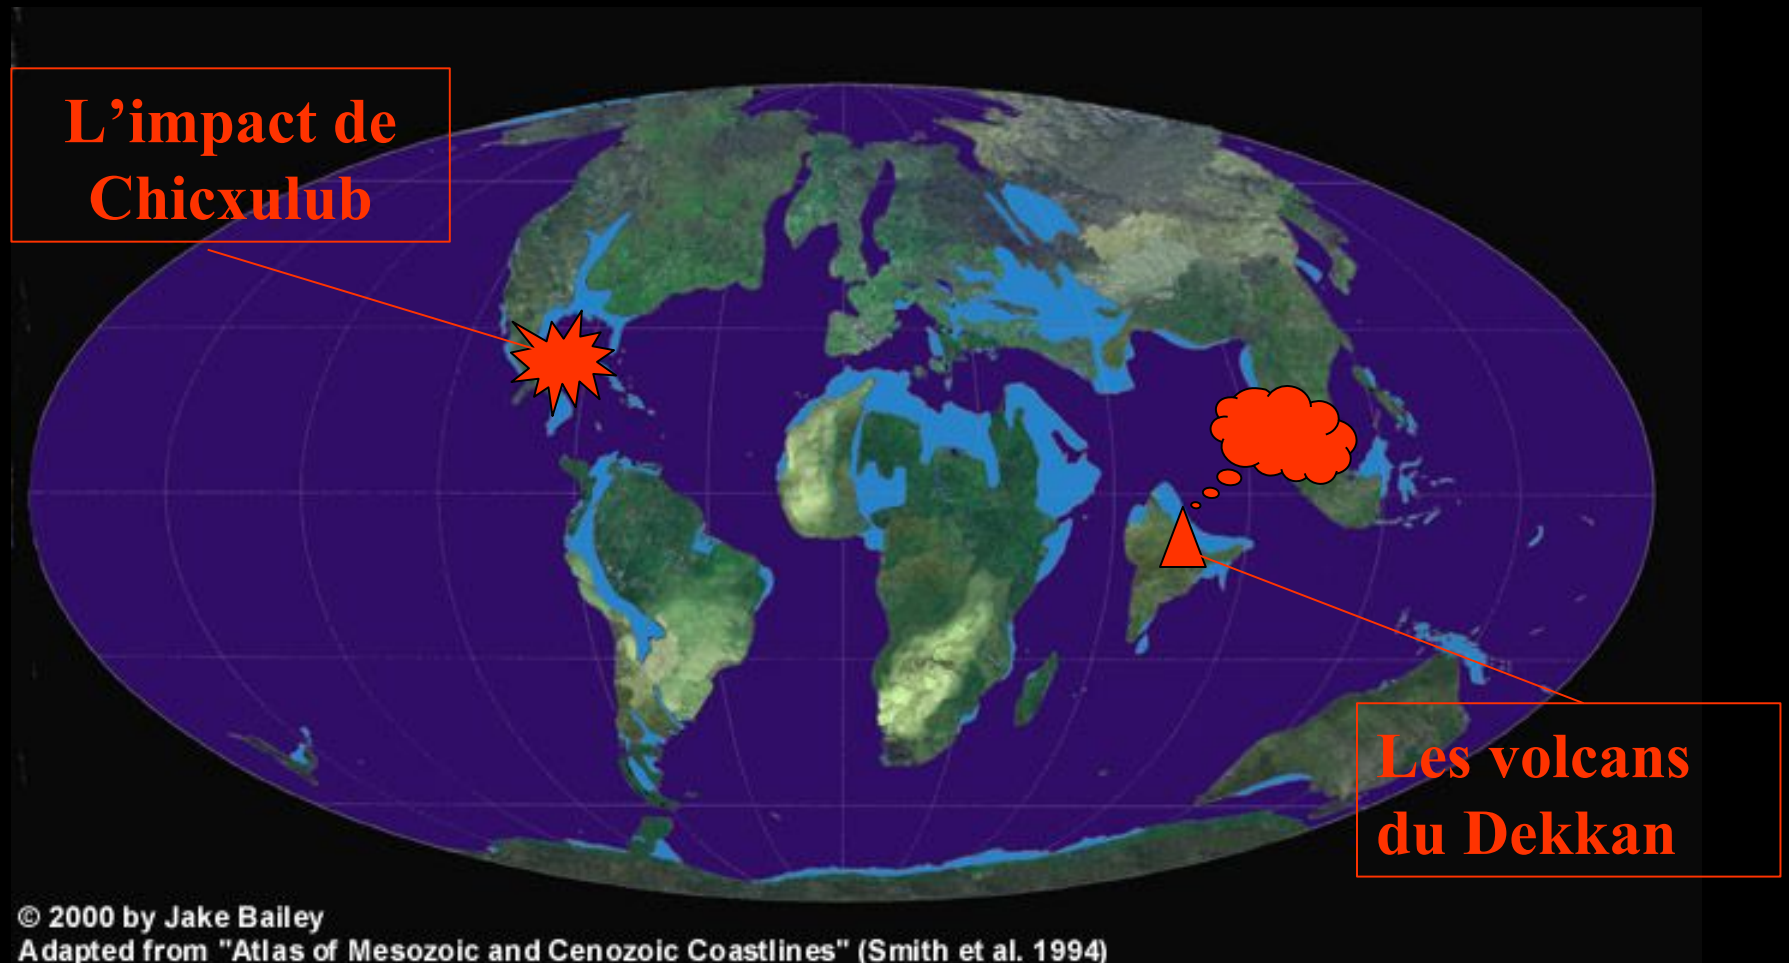 L’impact de
Chicxulub
Les volcans
du Dekkan
© 2000 by Jake Bailey
Adapted from "Atlas of Mesozoic and Cenozoic Coastlines" (Smith et al. 1994)